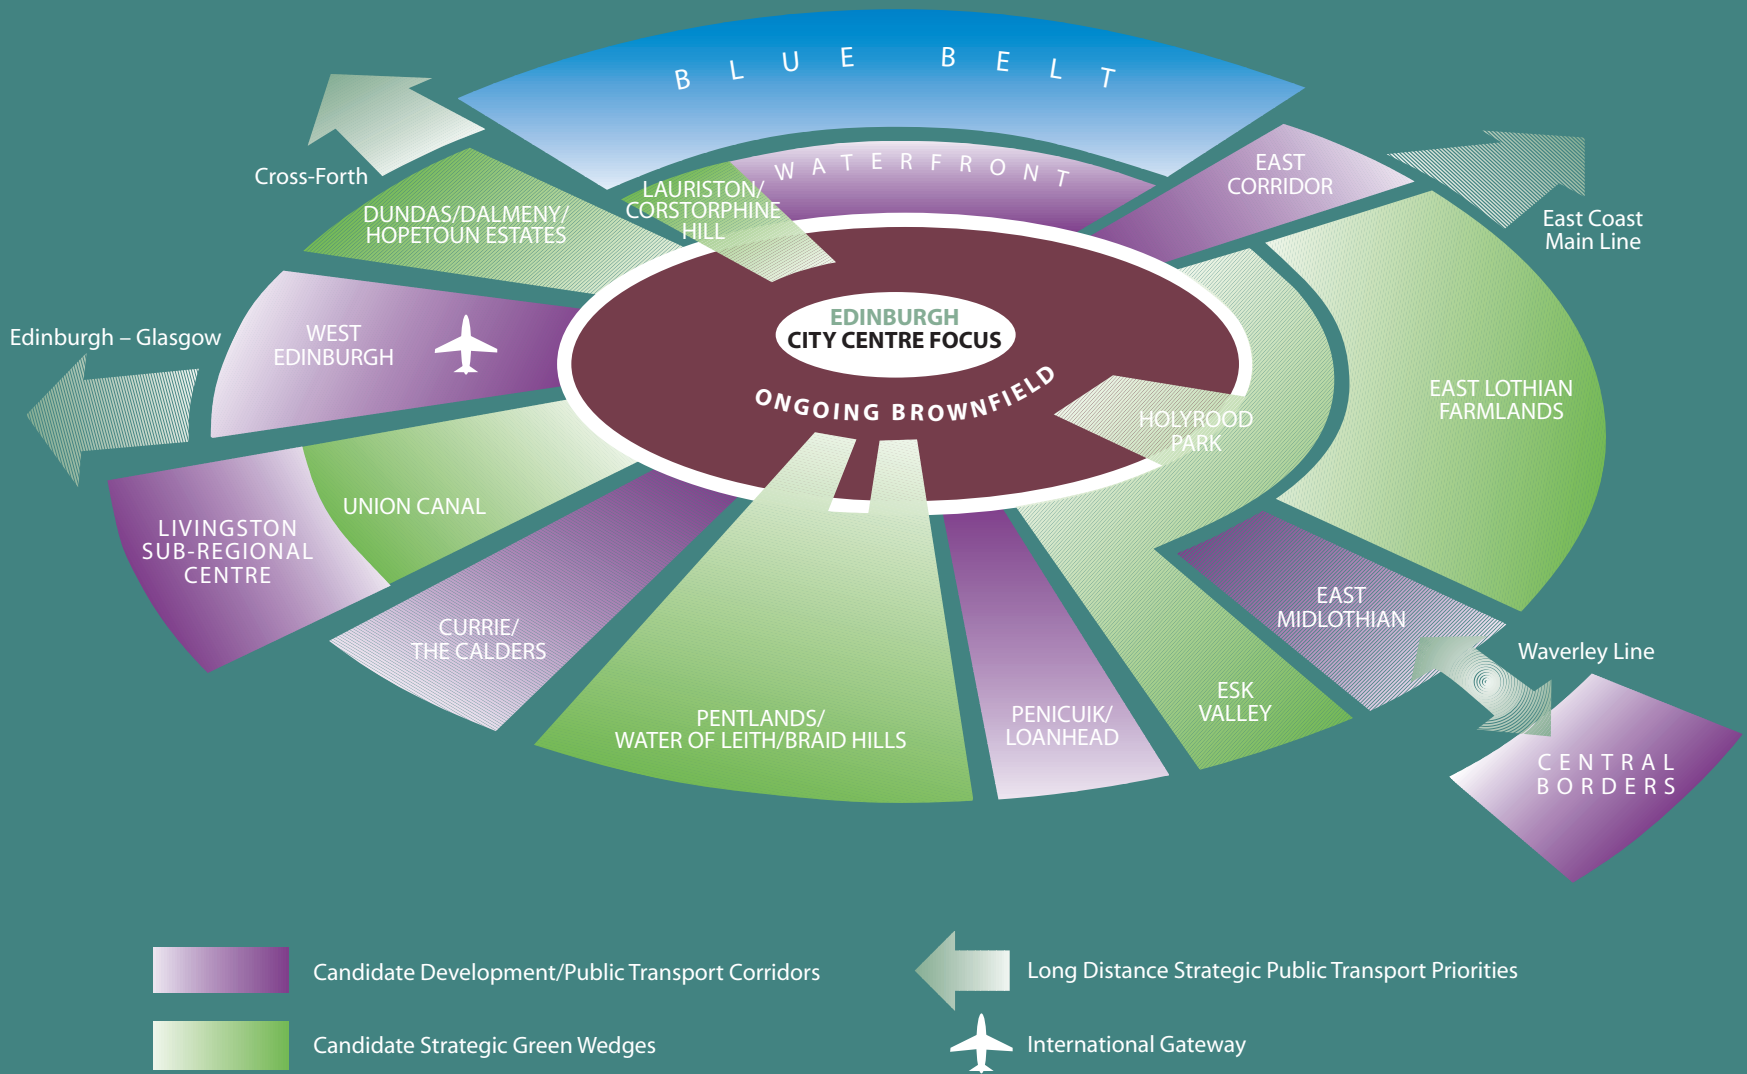 BLUE BELT
WATERFRONT
EAST
CORRIDOR
LAURISTON/
CORSTORPHINE
HILL
Cross-Forth
DUNDAS/DALMENY/
HOPETOUN ESTATES
East Coast
Main Line
Edinburgh – Glasgow
WEST
EDINBURGH
EDINBURGH
CITY CENTRE FOCUS
ONGOING BROWNFIELD
HOLYROOD
PARK
EAST LOTHIAN
FARMLANDS
UNION CANAL
LIVINGSTON
SUB-REGIONAL
CENTRE
CURRIE/
THE CALDERS
EAST
MIDLOTHIAN
Waverley Line
PENTLANDS/
WATER OF LEITH/BRAID HILLS
PENICUIK/
LOANHEAD
ESK
VALLEY
CENTRAL
BORDERS
Candidate Development/Public Transport Corridors
Long Distance Strategic Public Transport Priorities
Candidate Strategic Green Wedges
International Gateway